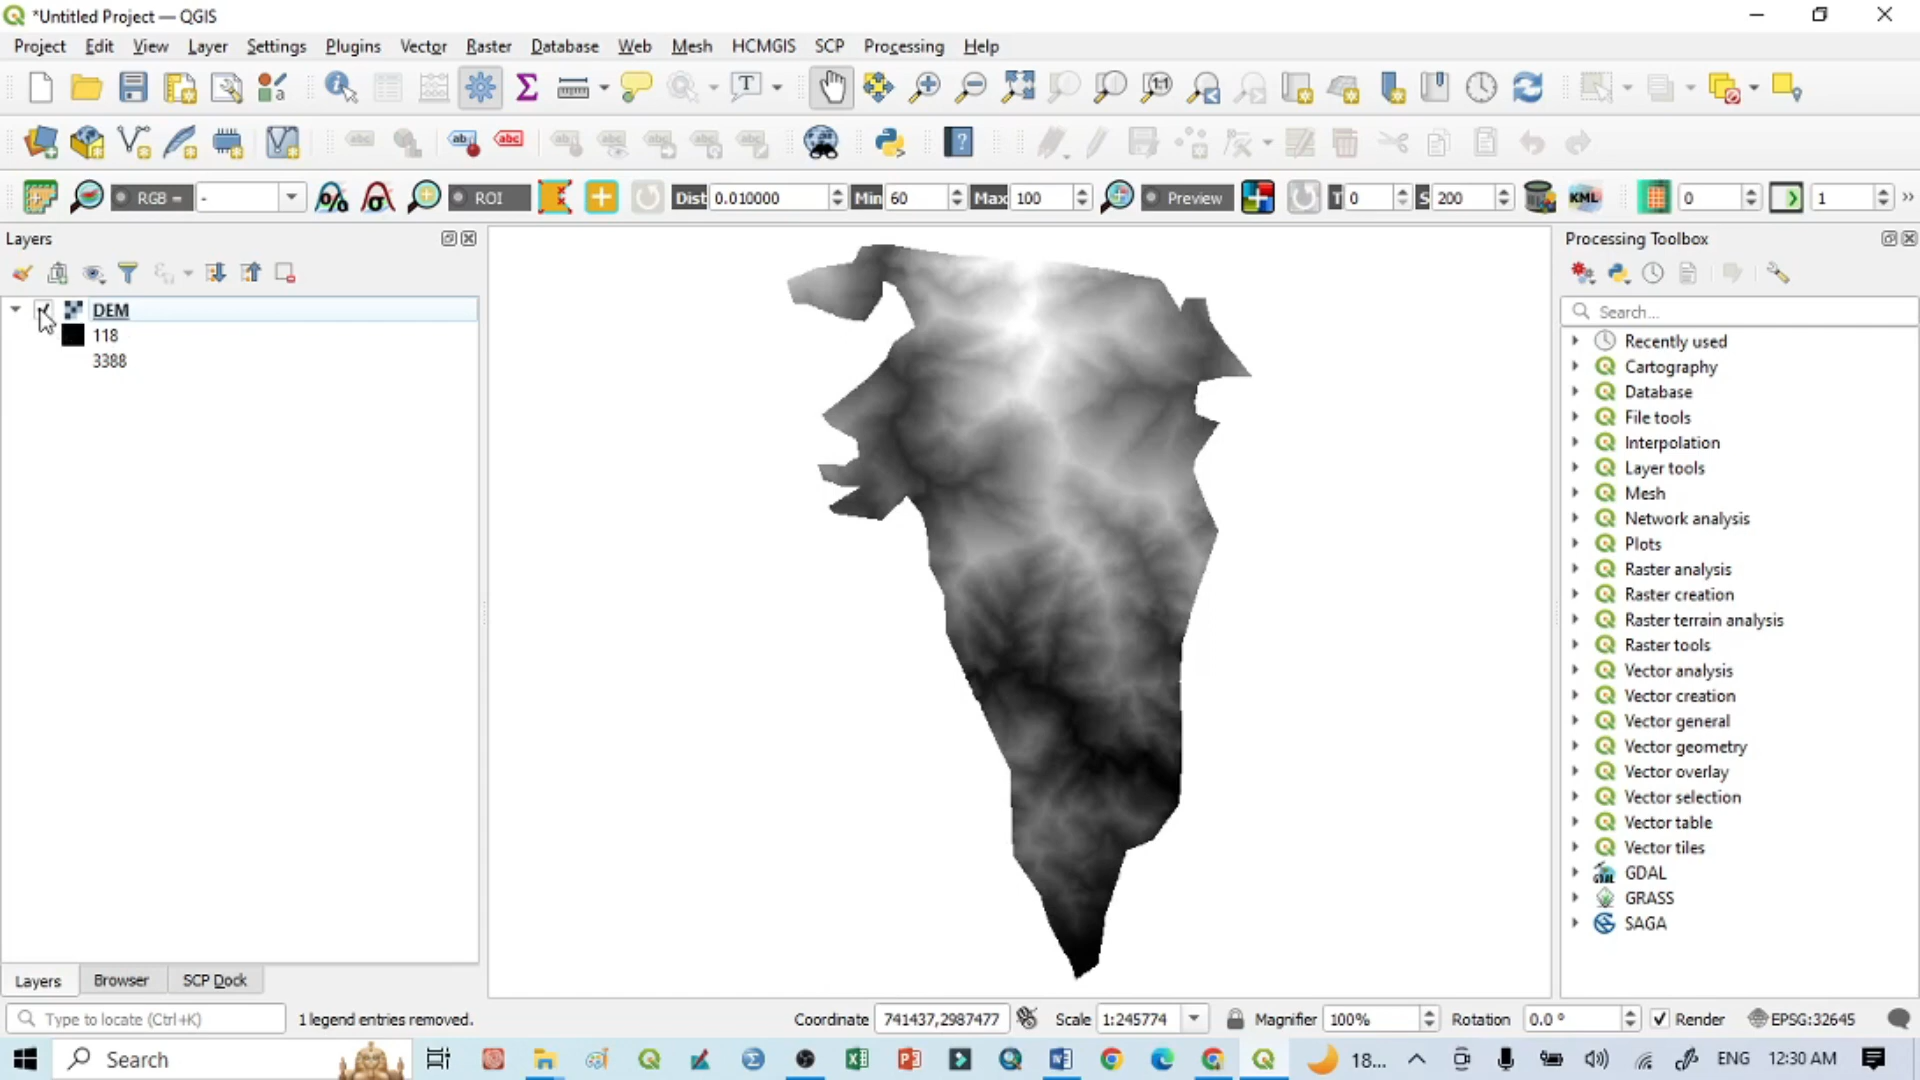 *Untitled Project — QGIS
Project Edit View Layer Settings Plugins Vector Raster Database Web Mesh HCMGIS SCP Processing Help
RGB = - ROI Dist 0.010000 Min 60 Max 100 Preview T 0 S 200 KML 0 1 »
Layers
DEM
118
3388
Processing Toolbox
Search...
Recently used
Cartography
Database
File tools
Interpolation
Layer tools
Mesh
Network analysis
Plots
Raster analysis
Raster creation
Raster terrain analysis
Raster tools
Vector analysis
Vector creation
Vector general
Vector geometry
Vector overlay
Vector selection
Vector table
Vector tiles
GDAL
GRASS
SAGA
Layers Browser SCP Dock
Type to locate (Ctrl+K) 1 legend entries removed. Coordinate 741437,2987477 Scale 1:245774 Magnifier 100% Rotation 0.0 ° Render EPSG:32645
Search 18... ENG 12:30 AM